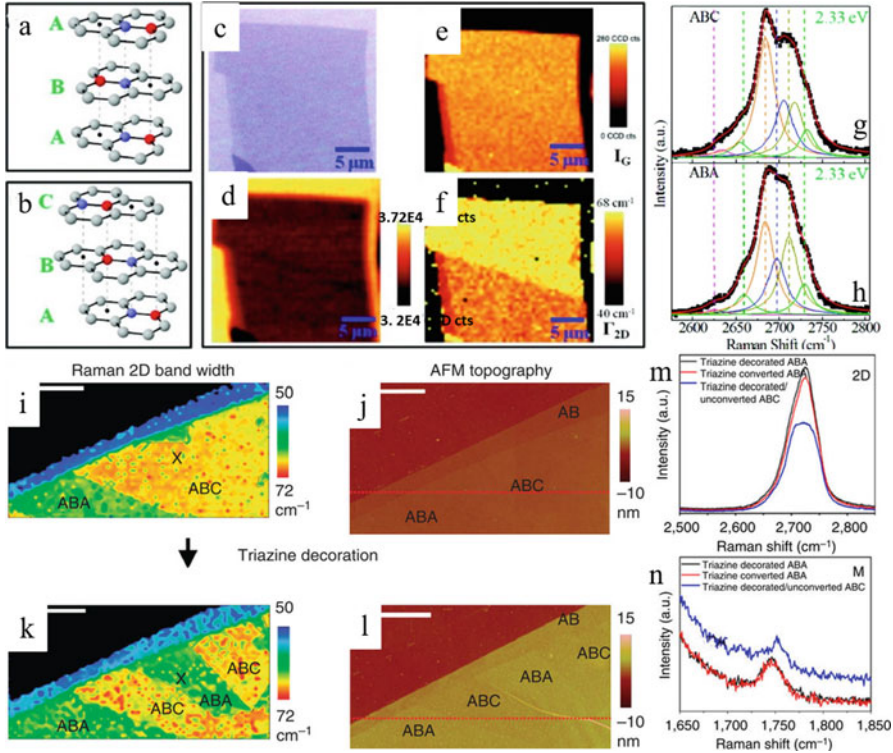 a
A
B
A
b
C
B
A
c
5 μm
d
5 μm
3.72E4
3.2E4
cts
e
5 μm
280 CCD cts
0 CCD cts
I_G
f
cts
5 μm
68 cm⁻¹
40 cm⁻¹
Γ_2D
ABC
2.33 eV
g
ABA
2.33 eV
h
Intensity (a.u.)
2600 2650 2700 2750 2800
Raman Shift (cm⁻¹)
Raman 2D band width
i
X
ABC
ABA
50
72
cm⁻¹
AFM topography
j
AB
ABC
ABA
15
−10
nm
Triazine decoration
k
X
ABC
ABC
ABA
ABA
50
72
cm⁻¹
l
AB
ABC
ABA
ABC
ABA
15
−10
nm
Triazine decorated ABA
Triazine converted ABA
Triazine decorated/
unconverted ABC
m
2D
Intensity (a.u.)
2,500 2,600 2,700 2,800
Raman shift (cm⁻¹)
Triazine decorated ABA
Triazine converted ABA
Triazine decorated/unconverted ABC
n
M
Intensity (a.u.)
1,650 1,700 1,750 1,800 1,850
Raman shift (cm⁻¹)